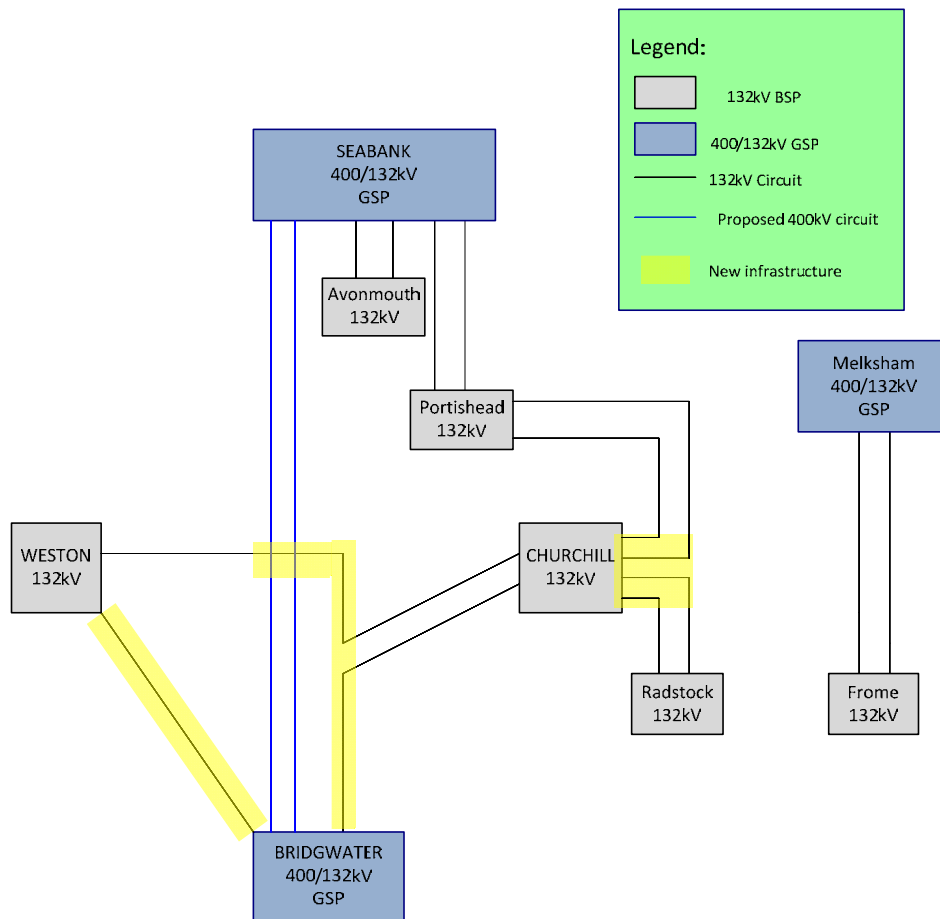 Legend:
132kV BSP
400/132kV GSP
132kV Circuit
Proposed 400kV circuit
New infrastructure
SEABANK
400/132kV
GSP
Avonmouth
132kV
Melksham
400/132kV
GSP
Portishead
132kV
WESTON
132kV
CHURCHILL
132kV
Radstock
132kV
Frome
132kV
BRIDGWATER
400/132kV
GSP